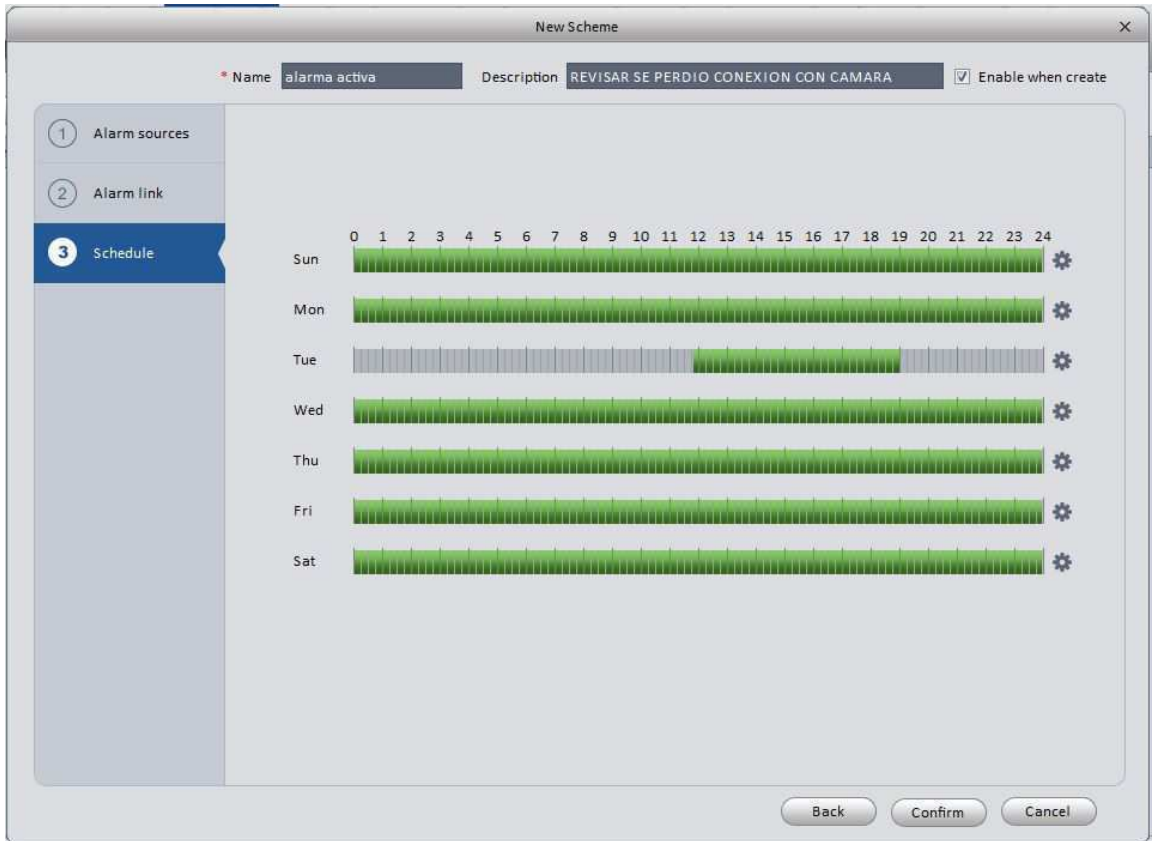 New Scheme
* Name alarma activa Description REVISAR SE PERDIO CONEXION CON CAMARA Enable when create
1 Alarm sources
2 Alarm link
3 Schedule
0 1 2 3 4 5 6 7 8 9 10 11 12 13 14 15 16 17 18 19 20 21 22 23 24
Sun
Mon
Tue
Wed
Thu
Fri
Sat
Back Confirm Cancel